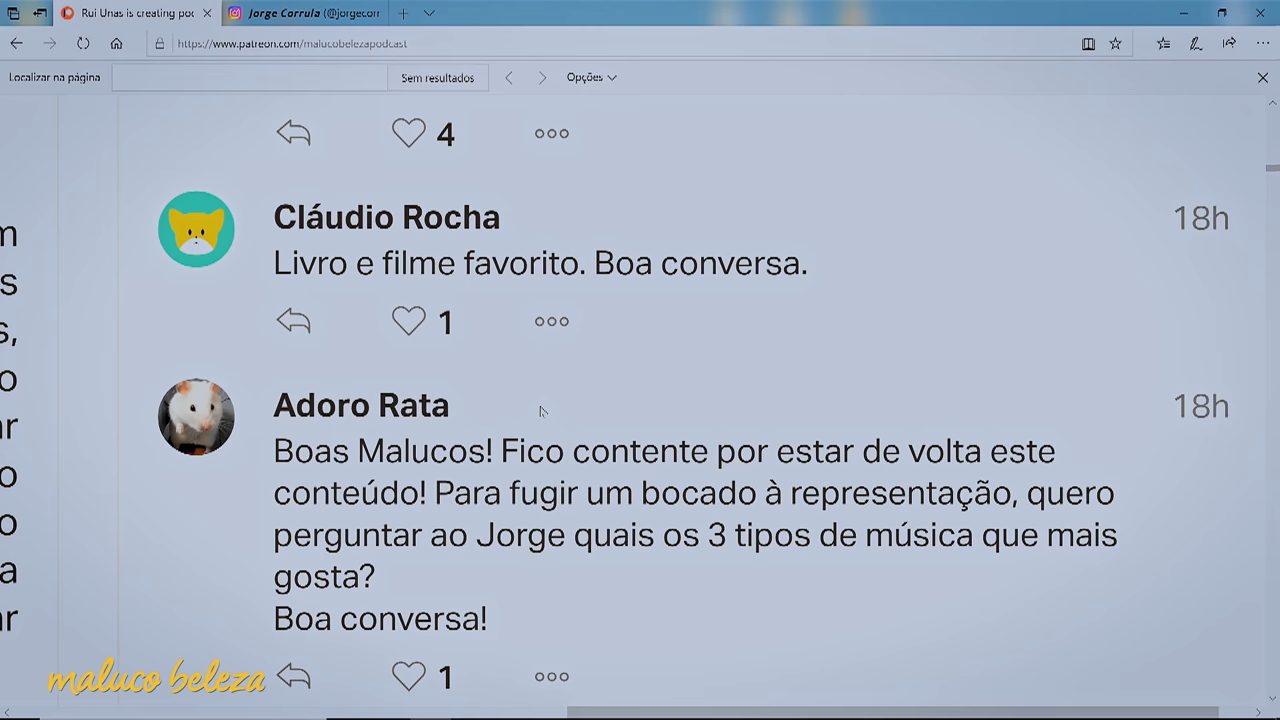 Rui Unas is creating poc
Jorge Corrula (@jorgecorr
https://www.patreon.com/malucobelezapodcast
Localizar na página
Sem resultados
Opções
4
Cláudio Rocha
18h
Livro e filme favorito. Boa conversa.
1
Adoro Rata
18h
Boas Malucos! Fico contente por estar de volta este
conteúdo! Para fugir um bocado à representação, quero
perguntar ao Jorge quais os 3 tipos de música que mais
gosta?
Boa conversa!
1
m
s
s,
o
ar
o
o
a
ar
maluco beleza